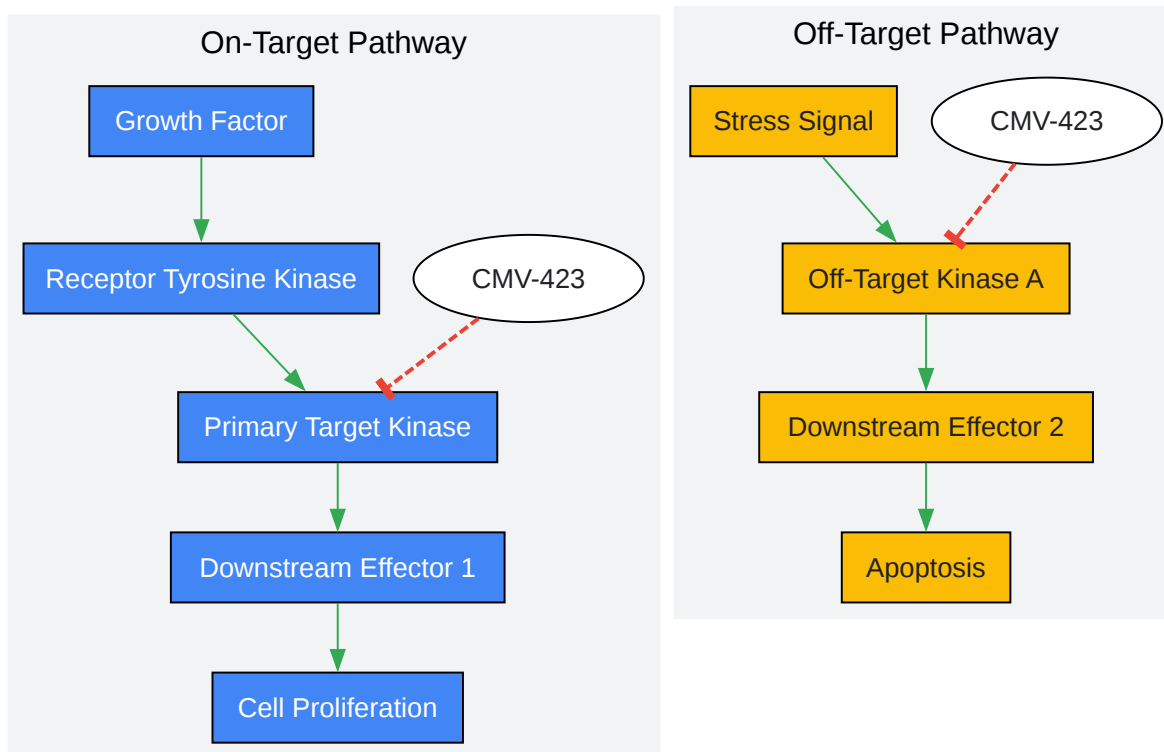 On-Target Pathway
Growth Factor
Receptor Tyrosine Kinase
CMV-423
Primary Target Kinase
Downstream Effector 1
Cell Proliferation
Off-Target Pathway
Stress Signal
CMV-423
Off-Target Kinase A
Downstream Effector 2
Apoptosis